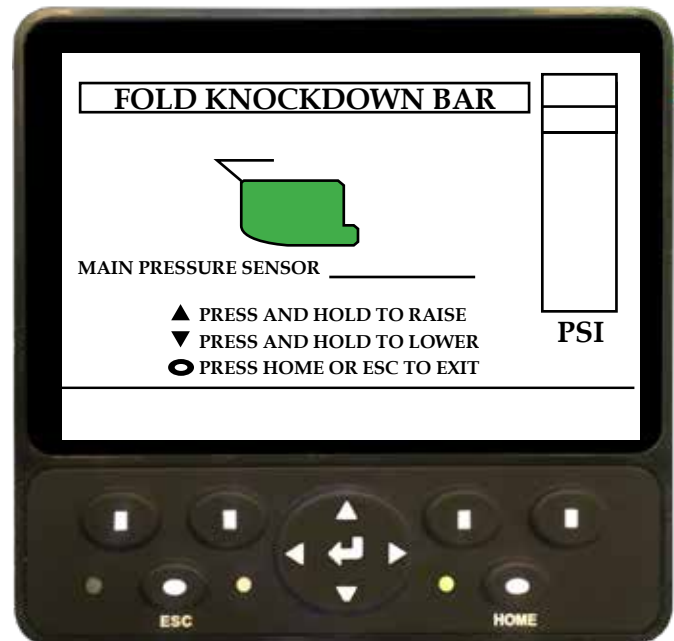 FOLD KNOCKDOWN BAR
MAIN PRESSURE SENSOR
▲ PRESS AND HOLD TO RAISE
▼ PRESS AND HOLD TO LOWER
PRESS HOME OR ESC TO EXIT
PSI
ESC
HOME